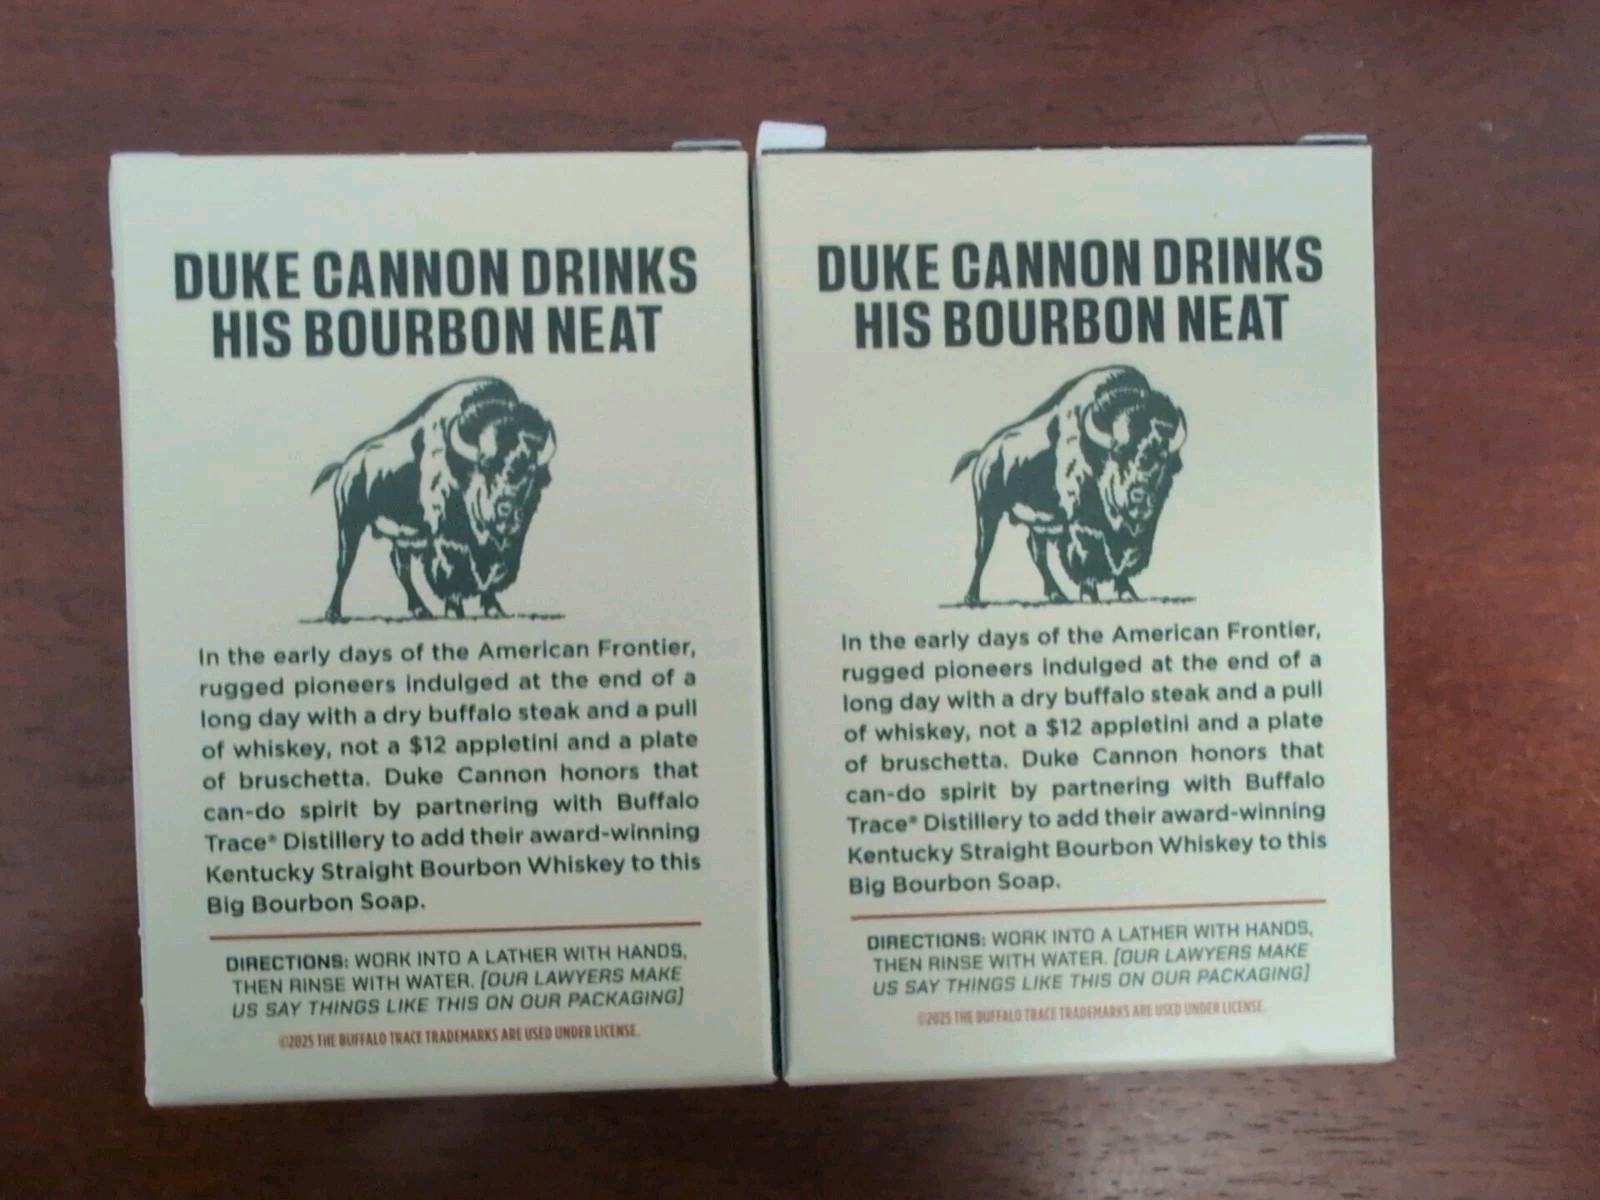 DUKE CANNON DRINKS
HIS BOURBON NEAT
In the early days of the American Frontier,
rugged pioneers indulged at the end of a
long day with a dry buffalo steak and a pull
of whiskey, not a $12 appletini and a plate
of bruschetta. Duke Cannon honors that
can-do spirit by partnering with Buffalo
Trace® Distillery to add their award-winning
Kentucky Straight Bourbon Whiskey to this
Big Bourbon Soap.
DIRECTIONS: WORK INTO A LATHER WITH HANDS,
THEN RINSE WITH WATER. [OUR LAWYERS MAKE
US SAY THINGS LIKE THIS ON OUR PACKAGING]
©2025 THE BUFFALO TRACE TRADEMARKS ARE USED UNDER LICENSE.
DUKE CANNON DRINKS
HIS BOURBON NEAT
In the early days of the American Frontier,
rugged pioneers indulged at the end of a
long day with a dry buffalo steak and a pull
of whiskey, not a $12 appletini and a plate
of bruschetta. Duke Cannon honors that
can-do spirit by partnering with Buffalo
Trace® Distillery to add their award-winning
Kentucky Straight Bourbon Whiskey to this
Big Bourbon Soap.
DIRECTIONS: WORK INTO A LATHER WITH HANDS,
THEN RINSE WITH WATER. [OUR LAWYERS MAKE
US SAY THINGS LIKE THIS ON OUR PACKAGING]
©2025 THE BUFFALO TRACE TRADEMARKS ARE USED UNDER LICENSE.